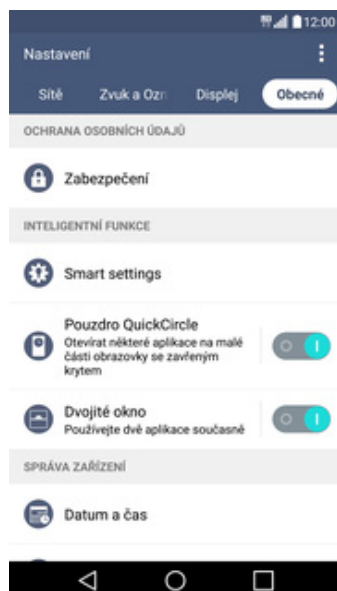 12:00
Nastavení
Sítě Zvuk a Ozn Displej Obecné
OCHRANA OSOBNÍCH ÚDAJŮ
Zabezpečení
INTELIGENTNÍ FUNKCE
Smart settings
Pouzdro QuickCircle
Otevírat některé aplikace na malé
části obrazovky se zavřeným
krytem
Dvojité okno
Používejte dvě aplikace současně
SPRÁVA ZAŘÍZENÍ
Datum a čas